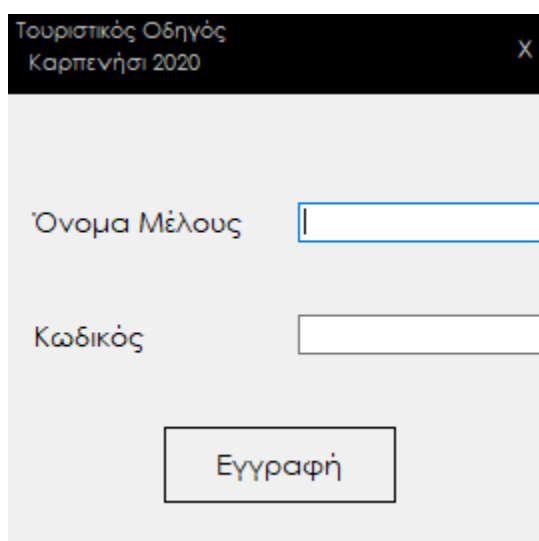 Τουριστικός Οδηγός
Καρπενήσι 2020
X
Όνομα Μέλους
Κωδικός
Εγγραφή